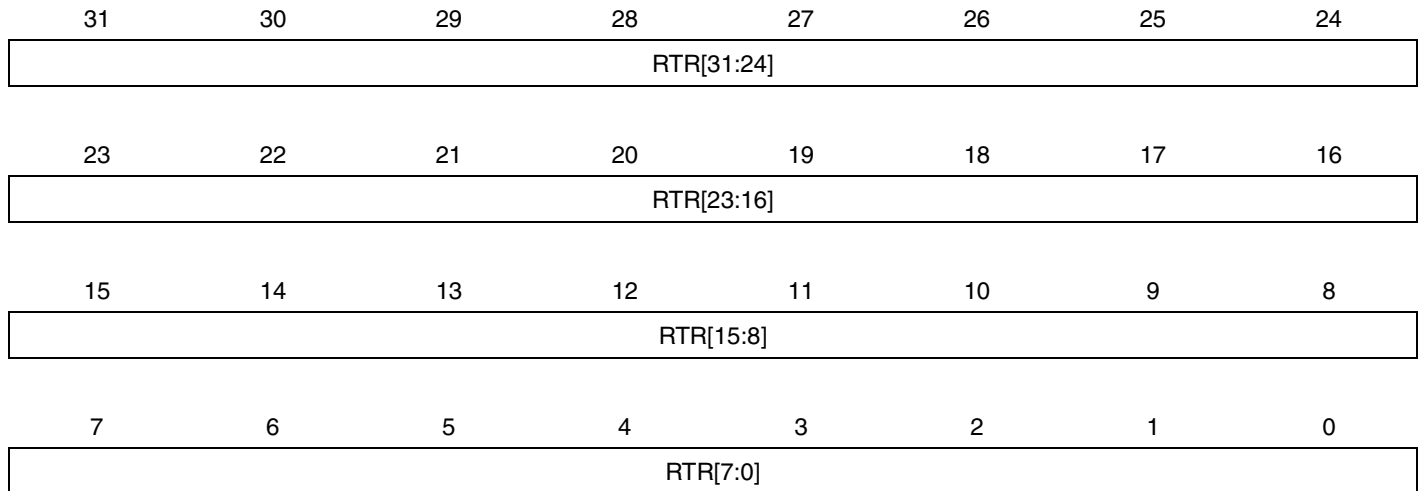 31 30 29 28 27 26 25 24
RTR[31:24]
23 22 21 20 19 18 17 16
RTR[23:16]
15 14 13 12 11 10 9 8
RTR[15:8]
7 6 5 4 3 2 1 0
RTR[7:0]